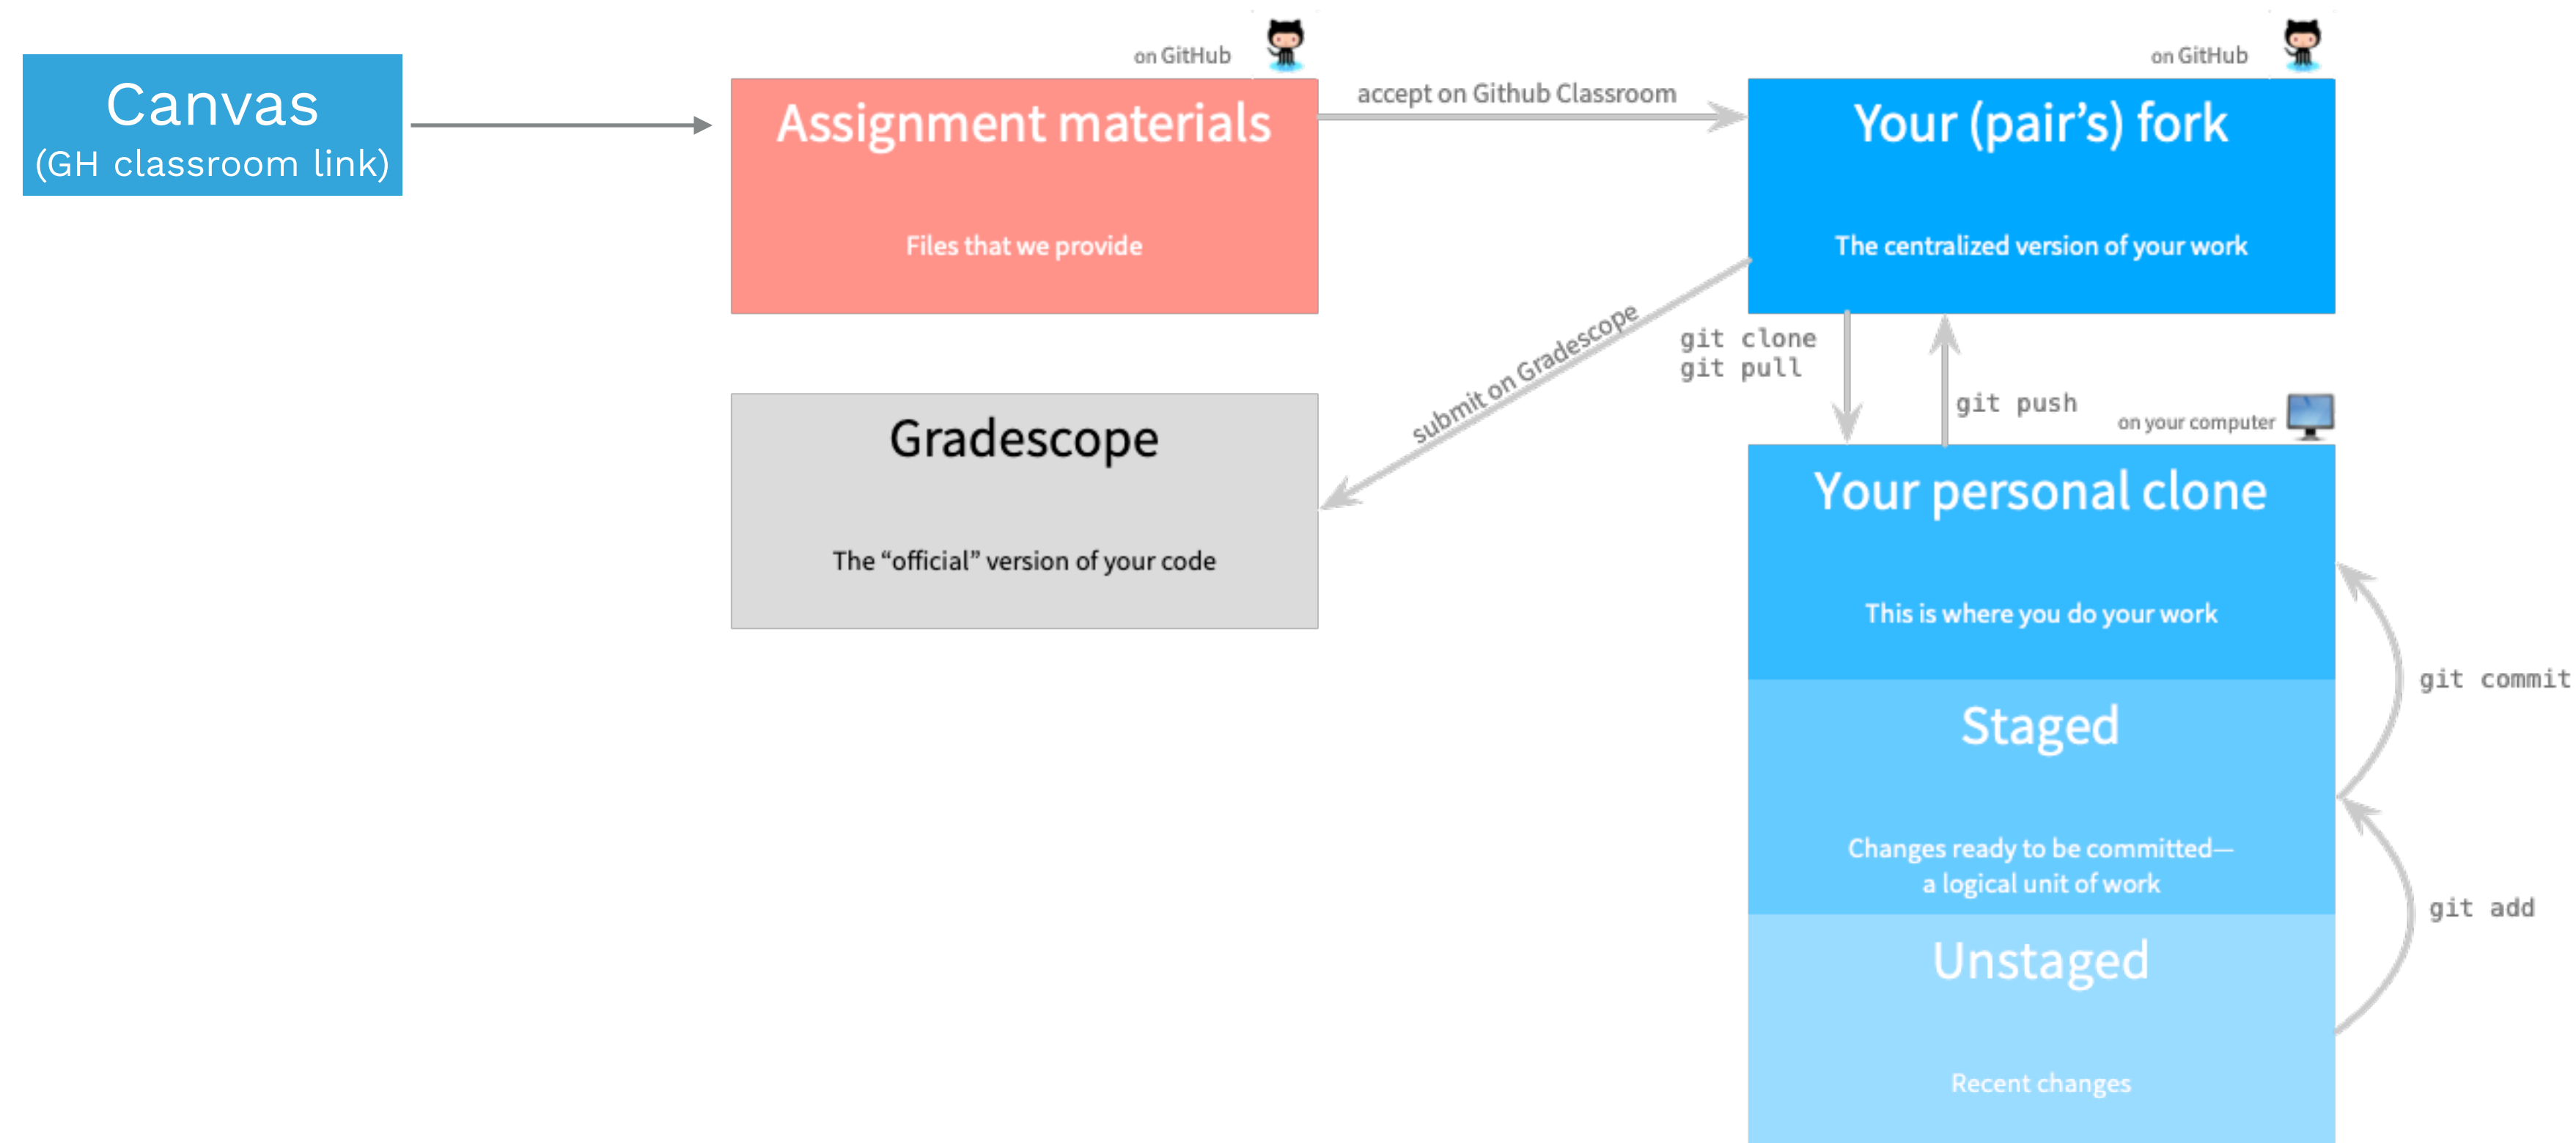 Canvas
(GH classroom link)
on GitHub
Assignment materials
Files that we provide
accept on Github Classroom
on GitHub
Your (pair’s) fork
The centralized version of your work
submit on Gradescope
git clone
git pull
git push
on your computer
Gradescope
The “official” version of your code
Your personal clone
This is where you do your work
git commit
Staged
Changes ready to be committed—
a logical unit of work
git add
Unstaged
Recent changes